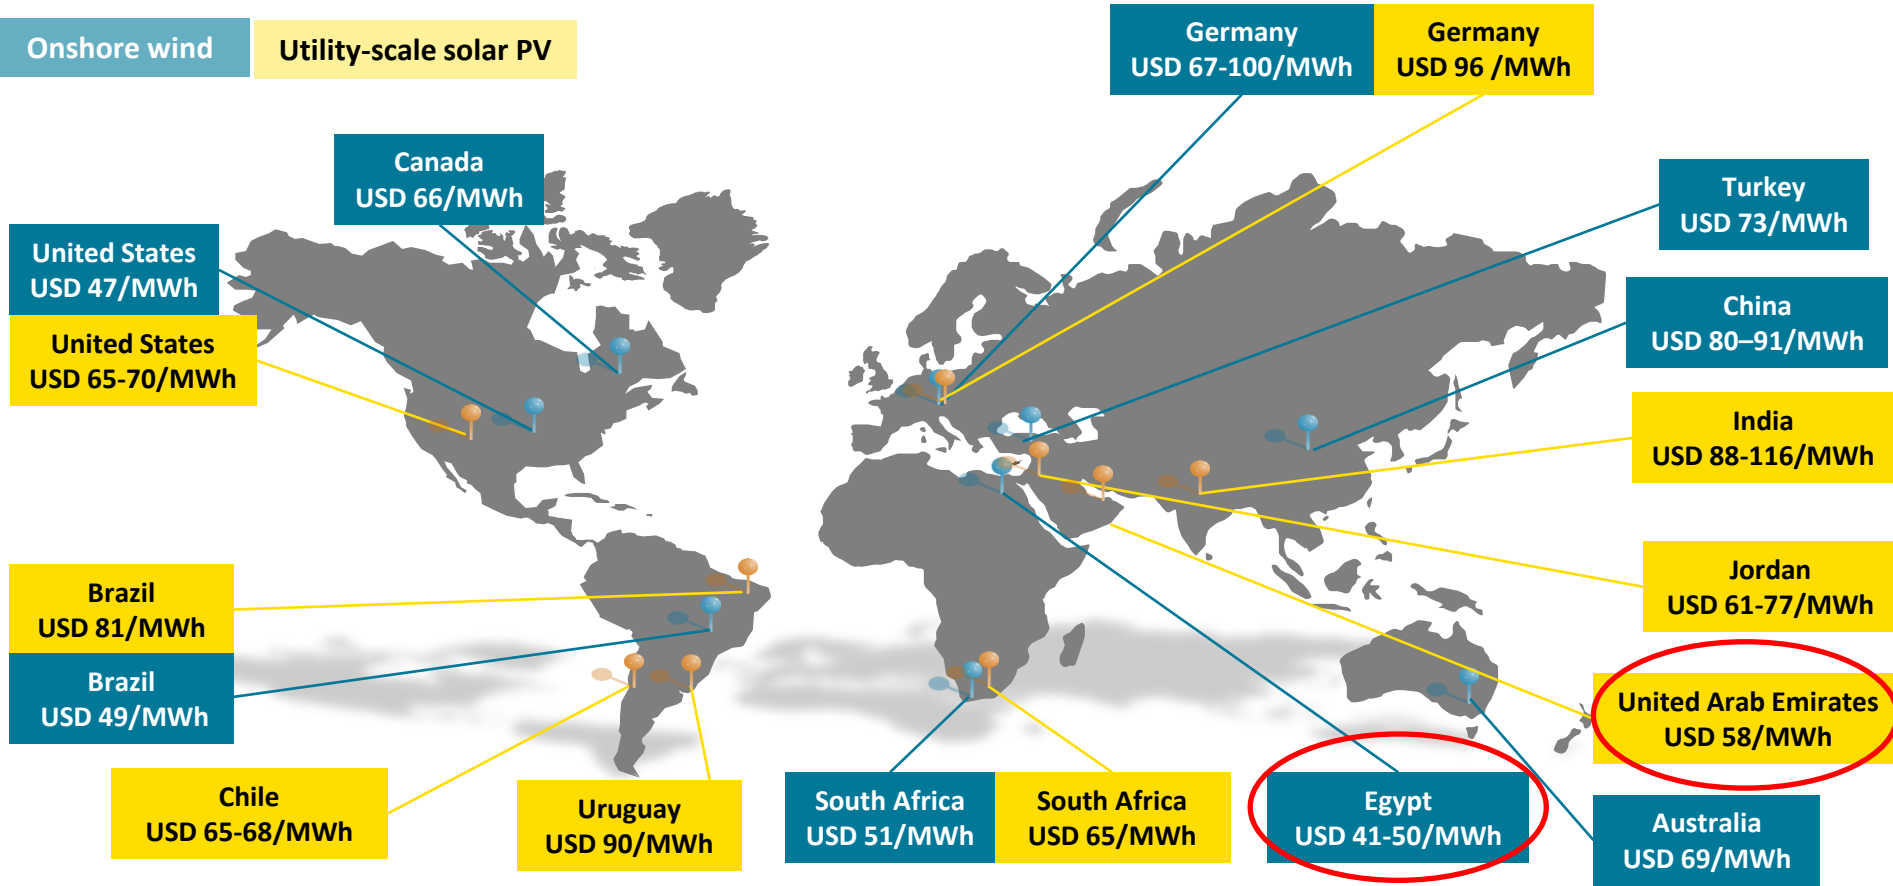 Onshore wind
Utility-scale solar PV
Germany
USD 67-100/MWh
Germany
USD 96 /MWh
Canada
USD 66/MWh
Turkey
USD 73/MWh
United States
USD 47/MWh
United States
USD 65-70/MWh
China
USD 80–91/MWh
India
USD 88-116/MWh
Jordan
USD 61-77/MWh
Brazil
USD 81/MWh
Brazil
USD 49/MWh
United Arab Emirates
USD 58/MWh
Chile
USD 65-68/MWh
Uruguay
USD 90/MWh
South Africa
USD 51/MWh
South Africa
USD 65/MWh
Egypt
USD 41-50/MWh
Australia
USD 69/MWh